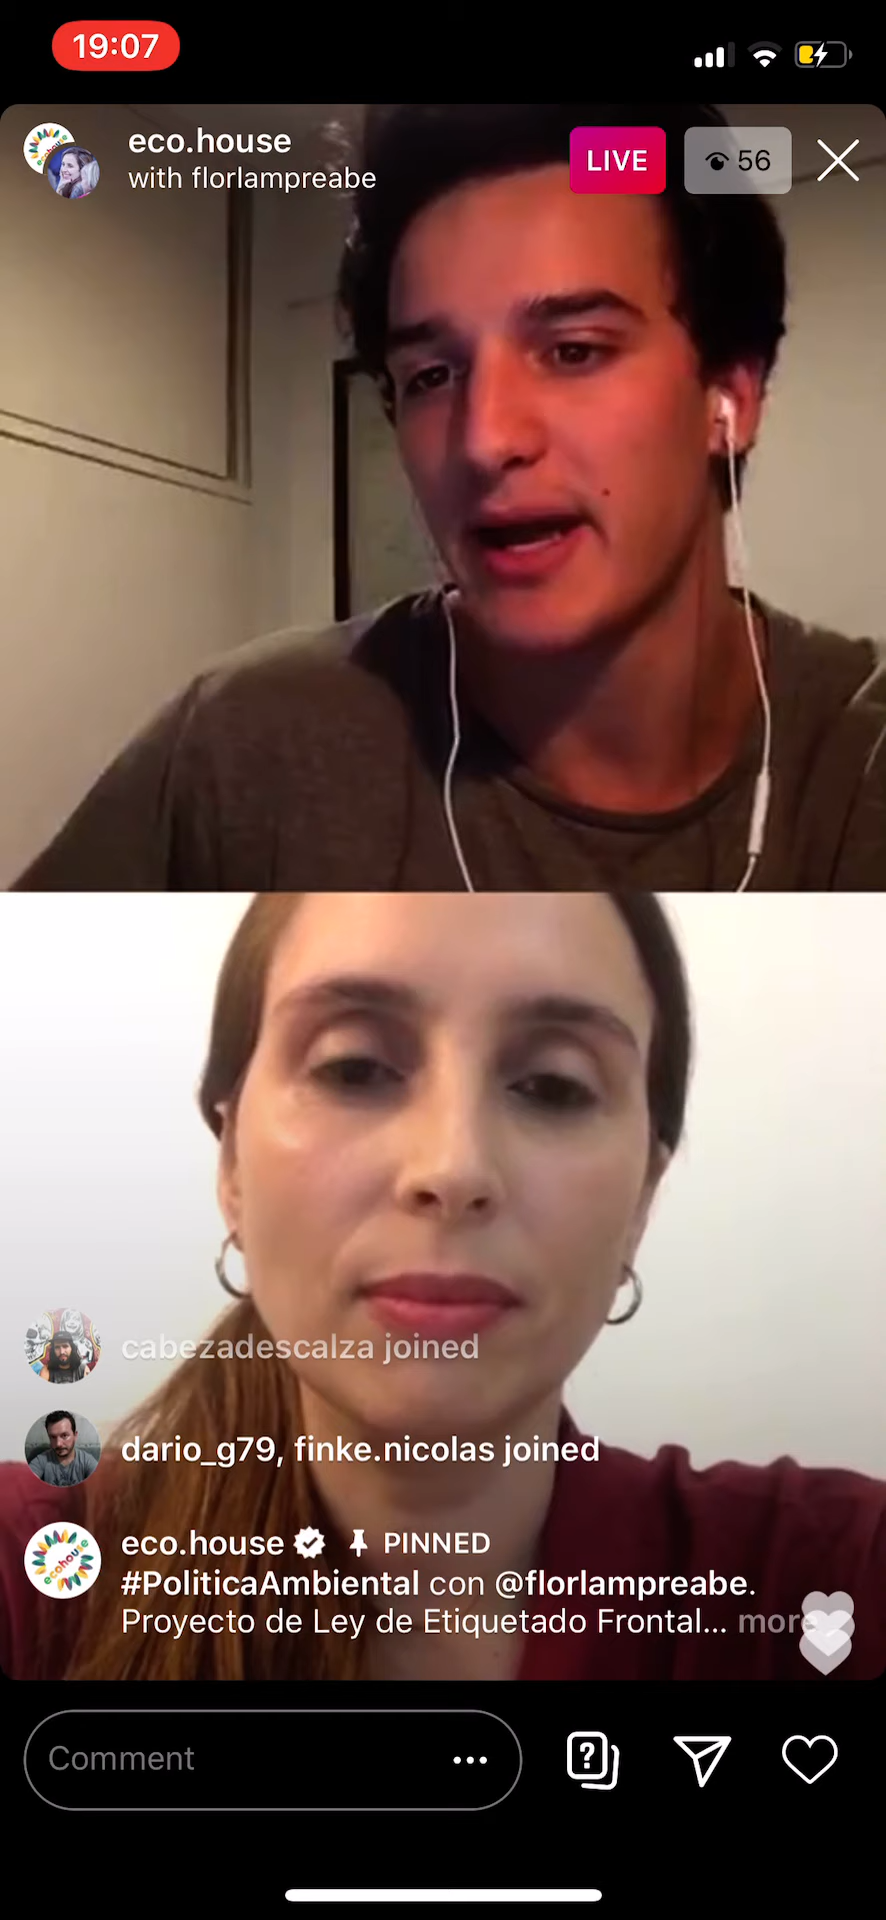 19:07
eco.house
with florlampreabe
LIVE
56
cabezadescalza joined
dario_g79, finke.nicolas joined
ecohouse
eco.house PINNED
#PoliticaAmbiental con @florlampreabe.
Proyecto de Ley de Etiquetado Frontal... more
Comment